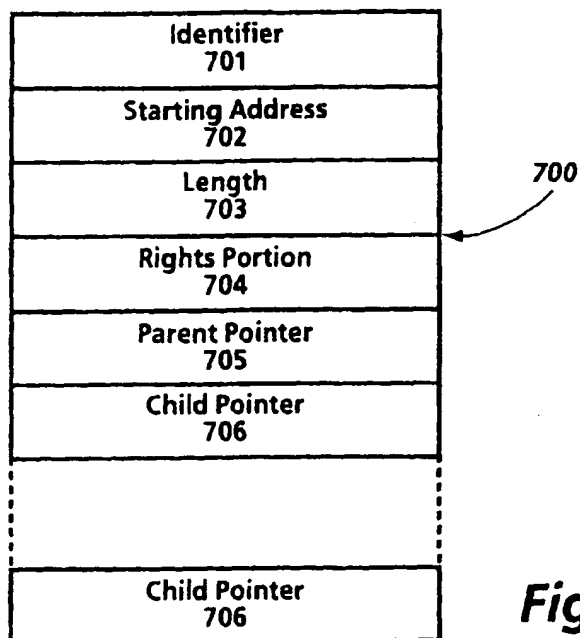 Identifier
701
Starting Address
702
Length
703
700
Rights Portion
704
Parent Pointer
705
Child Pointer
706
Child Pointer
706
Fig